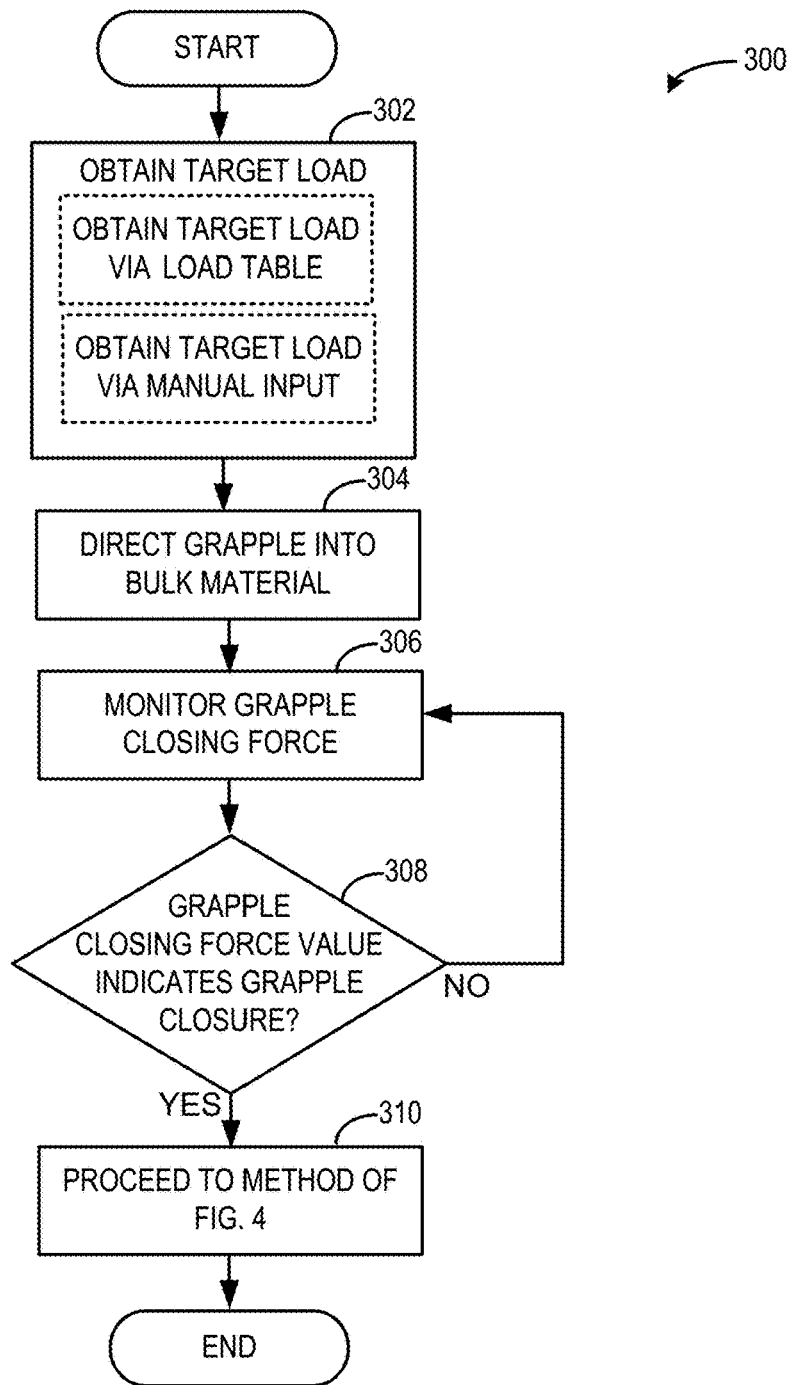 START
300
302
OBTAIN TARGET LOAD
OBTAIN TARGET LOAD
VIA LOAD TABLE
OBTAIN TARGET LOAD
VIA MANUAL INPUT
304
DIRECT GRAPPLE INTO
BULK MATERIAL
306
MONITOR GRAPPLE
CLOSING FORCE
308
GRAPPLE
CLOSING FORCE VALUE
INDICATES GRAPPLE
CLOSURE?
NO
YES
310
PROCEED TO METHOD OF
FIG. 4
END